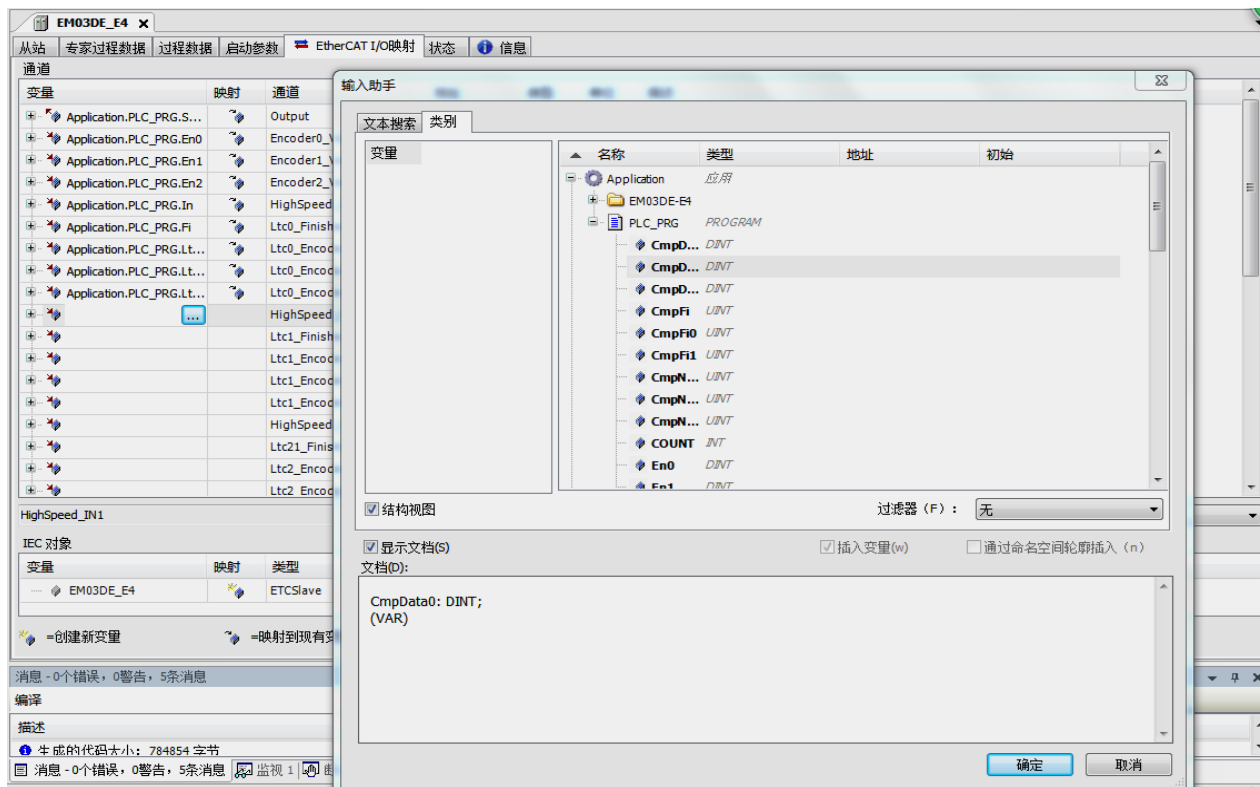 EM03DE_E4
从站 专家过程数据 过程数据 启动参数 EtherCAT I/O映射 状态 信息
通道
变量 映射 通道
Application.PLC_PRG.S... Output
Application.PLC_PRG.En0 Encoder0_
Application.PLC_PRG.En1 Encoder1_
Application.PLC_PRG.En2 Encoder2_
Application.PLC_PRG.In HighSpeed
Application.PLC_PRG.Fi Ltc0_Finish
Application.PLC_PRG.Lt... Ltc0_Encod
Application.PLC_PRG.Lt... Ltc0_Encod
Application.PLC_PRG.Lt... Ltc0_Encod
... HighSpeed
Ltc1_Finish
Ltc1_Encod
Ltc1_Encod
Ltc1_Encod
HighSpeed
Ltc21_Finis
Ltc2_Encod
Ltc2_Encod
HighSpeed_IN1
IEC 对象
变量 映射 类型
EM03DE_E4 ETCSlave
=创建新变量 =映射到现有变
消息 - 0个错误，0警告，5条消息
编译
描述
生成的代码大小： 784854 字节
消息 - 0个错误，0警告，5条消息 监视 1
输入助手
文本搜索 类别
变量
名称 类型 地址 初始
Application 应用
EM03DE-E4
PLC_PRG PROGRAM
CmpD... DINT
CmpD... DINT
CmpD... DINT
CmpFi UINT
CmpFi0 UINT
CmpFi1 UINT
CmpN... UINT
CmpN... UINT
CmpN... UINT
COUNT INT
En0 DINT
En1 DINT
结构视图 过滤器（F）： 无
显示文档(S) 插入变量(w) 通过命名空间轮廓插入（n）
文档(D):
CmpData0: DINT;
(VAR)
确定 取消